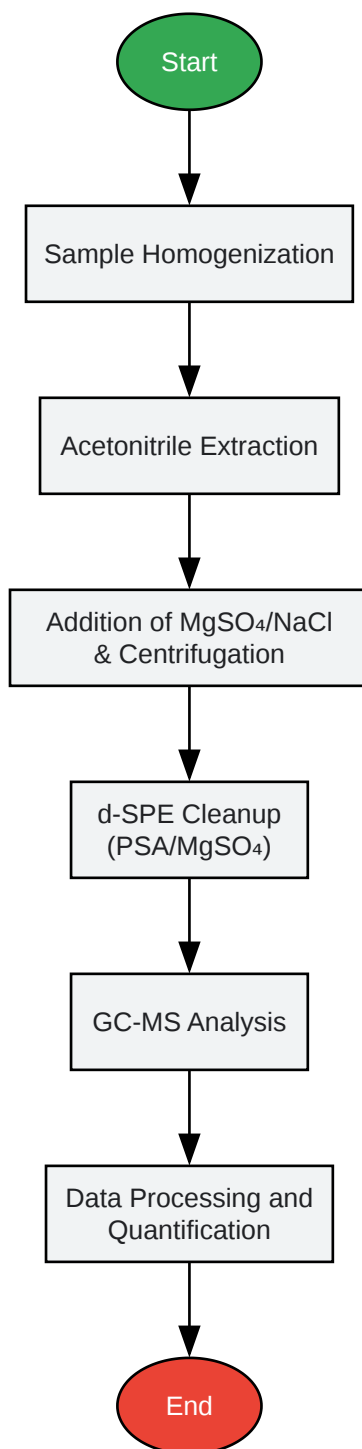 Start
Sample Homogenization
Acetonitrile Extraction
Addition of MgSO₄/NaCl
& Centrifugation
d-SPE Cleanup
(PSA/MgSO₄)
GC-MS Analysis
Data Processing and
Quantification
End